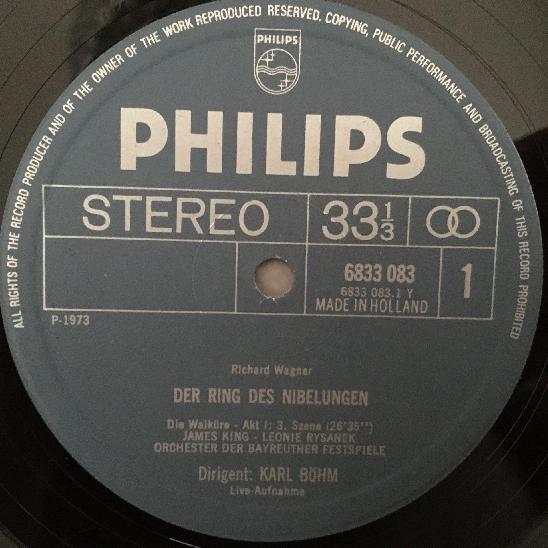 ALL RIGHTS OF THE RECORD PRODUCER AND OF THE OWNER OF THE WORK REPRODUCED RESERVED. COPYING, PUBLIC PERFORMANCE AND BROADCASTING OF THIS RECORD PROHIBITED
PHILIPS
PHILIPS
STEREO
33 1/3
6833 083
6833 083.1 Y
MADE IN HOLLAND
1
P-1973
Richard Wagner
DER RING DES NIBELUNGEN
Die Walküre - Akt I: 3. Szene (26'35'')
JAMES KING - LEONIE RYSANEK
ORCHESTER DER BAYREUTHER FESTSPIELE
Dirigent: KARL BÖHM
Live-Aufnahme